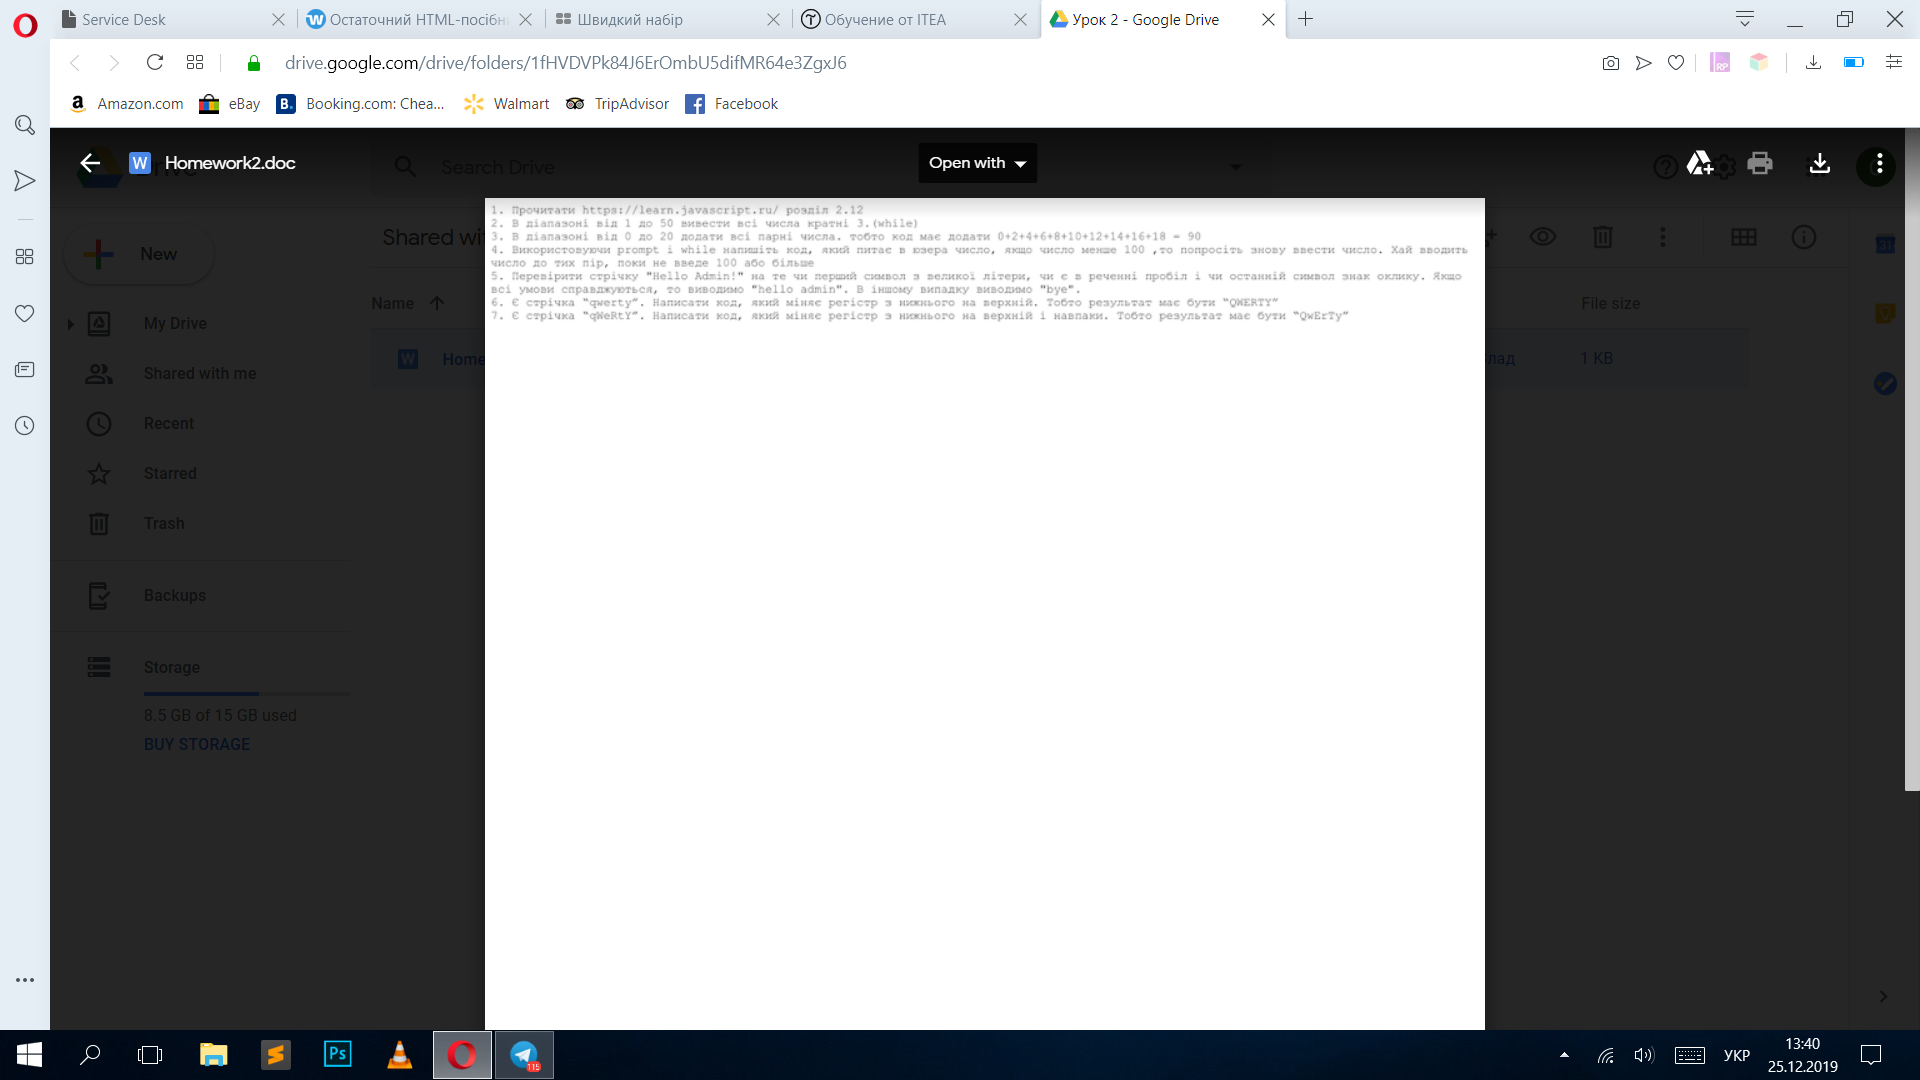 Service Desk
Остаточний HTML-посібн
Швидкий набір
Обучение от ITEA
Урок 2 - Google Drive
drive.google.com/drive/folders/1fHVDVPk84J6ErOmbU5difMR64e3ZgxJ6
Amazon.com
eBay
Booking.com: Chea...
Walmart
TripAdvisor
Facebook
Homework2.doc
Search Drive
Open with
New
Shared wit
Name
File size
My Drive
Home
лад
1 KB
Shared with me
Recent
Starred
Trash
Backups
Storage
8.5 GB of 15 GB used
BUY STORAGE
1. Прочитати https://learn.javascript.ru/ розділ 2.12
2. В діапазоні від 1 до 50 вивести всі числа кратні 3.(while)
3. В діапазоні від 0 до 20 додати всі парні числа. тобто код має додати 0+2+4+6+8+10+12+14+16+18 = 90
4. Використовуючи prompt і while напишіть код, який питає в юзера число, якщо число менше 100 ,то попросіть знову ввести число. Хай вводить
число до тих пір, поки не введе 100 або більше
5. Перевірити стрічку "Hello Admin!" на те чи перший символ з великої літери, чи є в реченні пробіл і чи останній символ знак оклику. Якщо
всі умови справджуються, то виводимо "hello admin". В іншому випадку виводимо "bye".
6. Є стрічка “qwerty”. Написати код, який міняє регістр з нижнього на верхній. Тобто результат має бути “QWERTY”
7. Є стрічка “qWeRtY”. Написати код, який міняє регістр з нижнього на верхній і навпаки. Тобто результат має бути “QwErTy”
31
Ps
115
УКР
13:40
25.12.2019